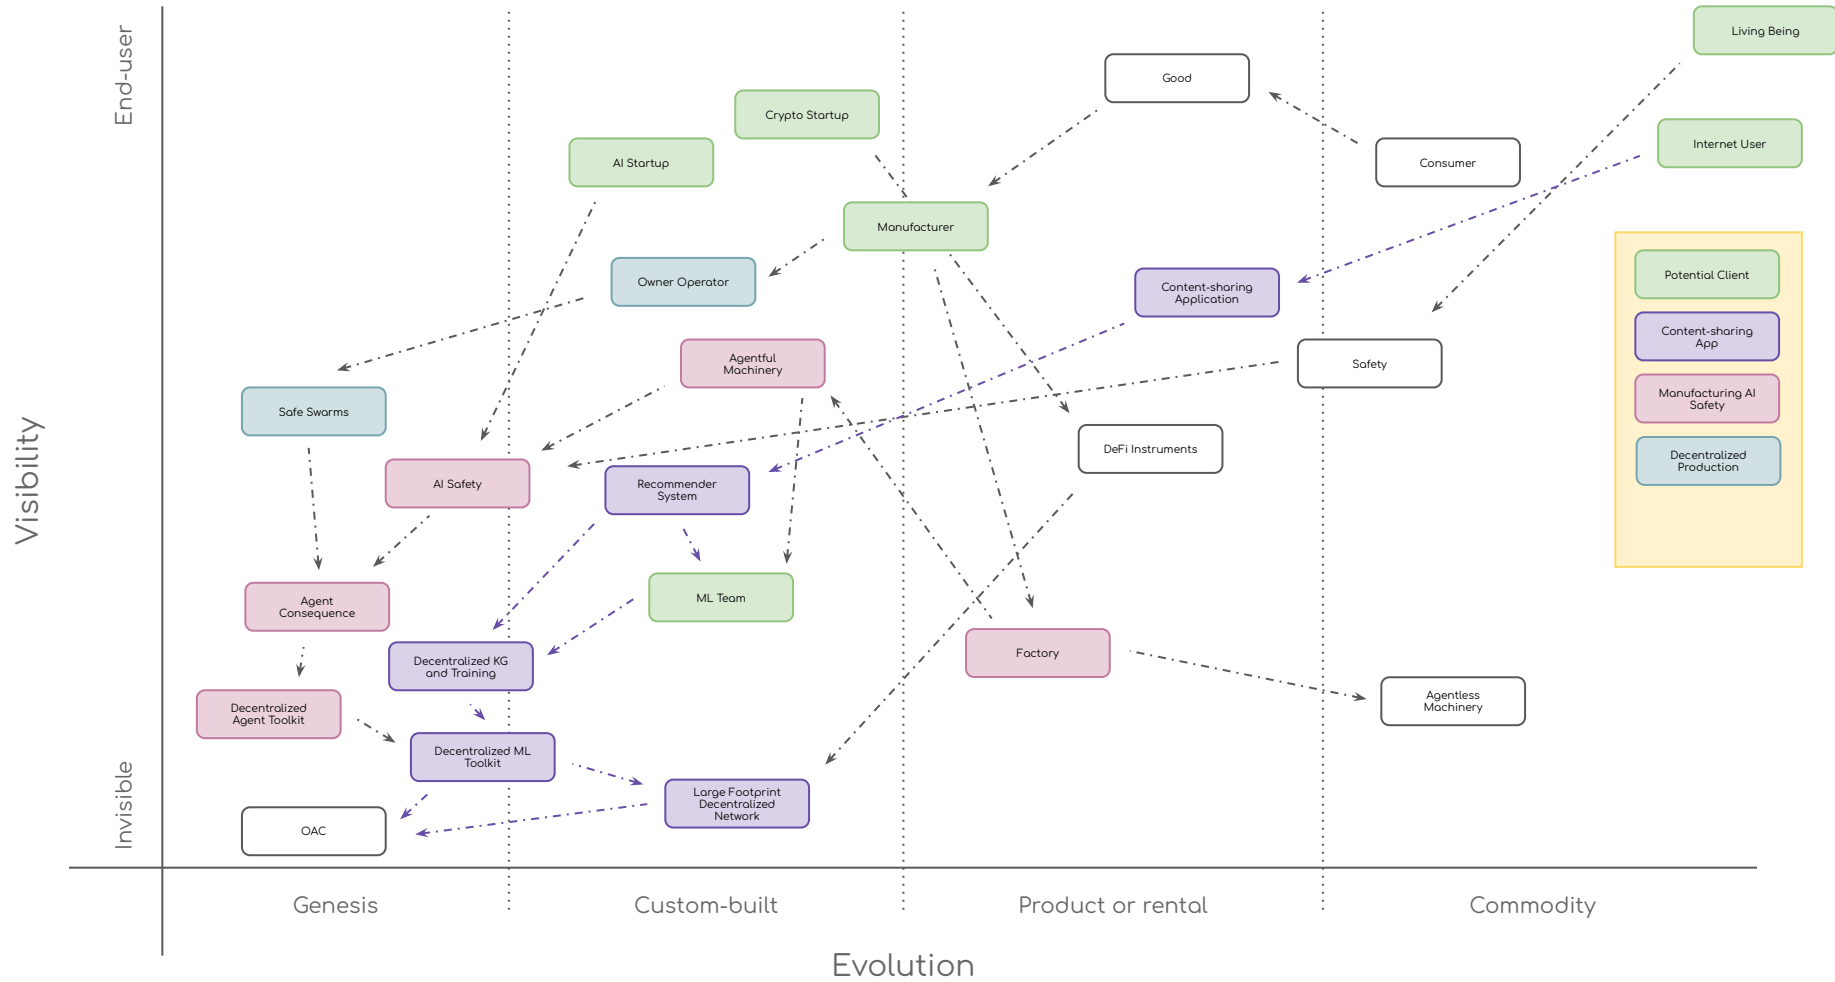 End-user
Living Being
Good
Crypto Startup
Internet User
AI Startup
Consumer
Manufacturer
Potential Client
Owner Operator
Content-sharing
Application
Content-sharing
App
Agentful
Machinery
Safety
Manufacturing AI
Safety
Safe Swarms
DeFi Instruments
Decentralized
Production
AI Safety
Recommender
System
Visibility
Agent
Consequence
ML Team
Decentralized KG
and Training
Factory
Decentralized
Agent Toolkit
Agentless
Machinery
Decentralized ML
Toolkit
Large Footprint
Decentralized
Network
Invisible
OAC
Genesis
Custom-built
Product or rental
Commodity
Evolution